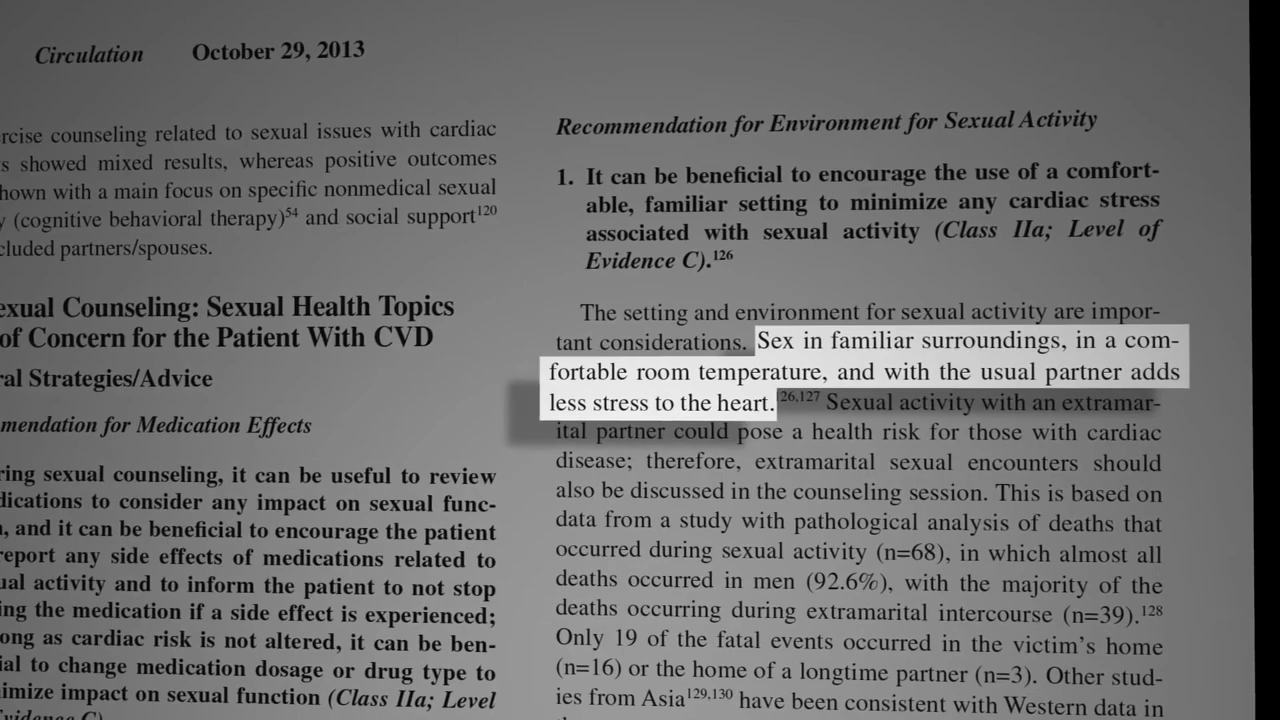 Circulation October 29, 2013
rcise counseling related to sexual issues with cardiac
s showed mixed results, whereas positive outcomes
hown with a main focus on specific nonmedical sexual
y (cognitive behavioral therapy)54 and social support120
cluded partners/spouses.
exual Counseling: Sexual Health Topics
of Concern for the Patient With CVD
ral Strategies/Advice
mendation for Medication Effects
ring sexual counseling, it can be useful to review
dications to consider any impact on sexual func-
n, and it can be beneficial to encourage the patient
report any side effects of medications related to
ual activity and to inform the patient to not stop
ing the medication if a side effect is experienced;
ong as cardiac risk is not altered, it can be ben-
ial to change medication dosage or drug type to
imize impact on sexual function (Class IIa; Level
Evidence C).
Recommendation for Environment for Sexual Activity
1. It can be beneficial to encourage the use of a comfort-
able, familiar setting to minimize any cardiac stress
associated with sexual activity (Class IIa; Level of
Evidence C).126
The setting and environment for sexual activity are impor-
tant considerations. Sex in familiar surroundings, in a com-
fortable room temperature, and with the usual partner adds
less stress to the heart.126,127 Sexual activity with an extramar-
ital partner could pose a health risk for those with cardiac
disease; therefore, extramarital sexual encounters should
also be discussed in the counseling session. This is based on
data from a study with pathological analysis of deaths that
occurred during sexual activity (n=68), in which almost all
deaths occurred in men (92.6%), with the majority of the
deaths occurring during extramarital intercourse (n=39).128
Only 19 of the fatal events occurred in the victim's home
(n=16) or the home of a longtime partner (n=3). Other stud-
ies from Asia129,130 have been consistent with Western data in